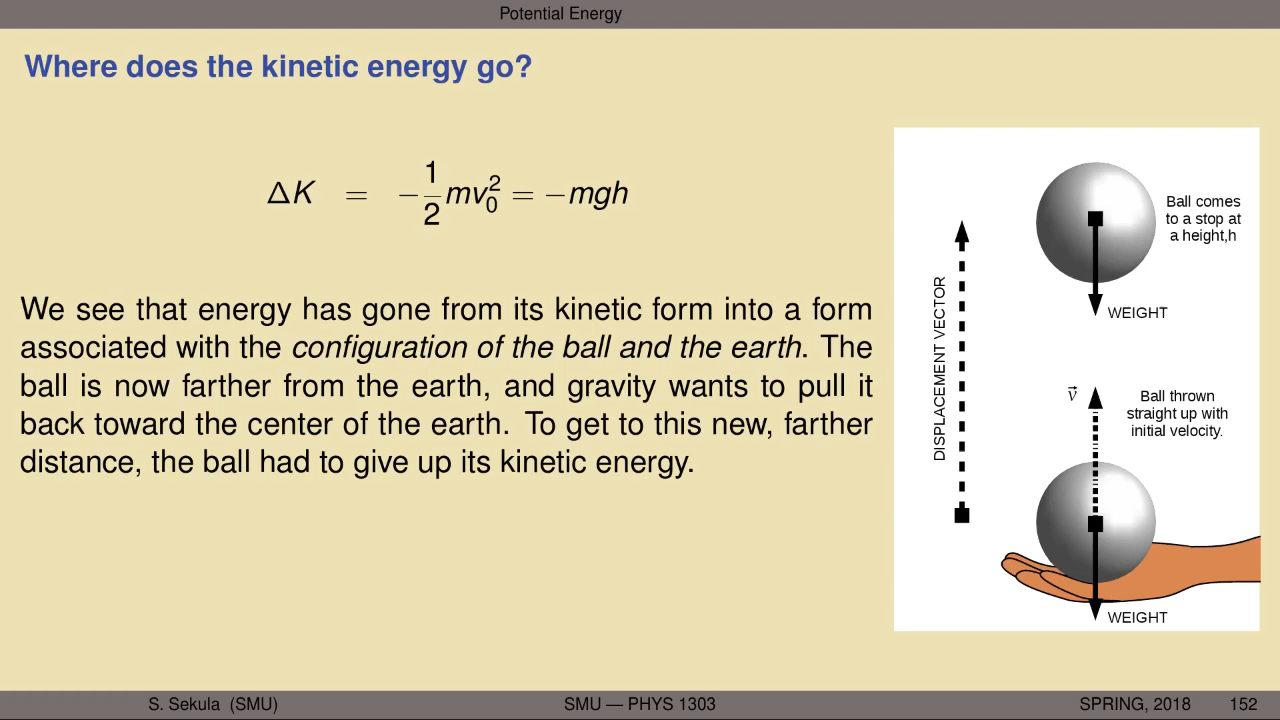 Potential Energy
Where does the kinetic energy go?
ΔK = −1/2 mv₀² = −mgh
We see that energy has gone from its kinetic form into a form
associated with the configuration of the ball and the earth. The
ball is now farther from the earth, and gravity wants to pull it
back toward the center of the earth. To get to this new, farther
distance, the ball had to give up its kinetic energy.
Ball comes
to a stop at
a height,h
WEIGHT
DISPLACEMENT VECTOR
v⃗
Ball thrown
straight up with
initial velocity.
WEIGHT
S. Sekula (SMU)
SMU — PHYS 1303
SPRING, 2018
152